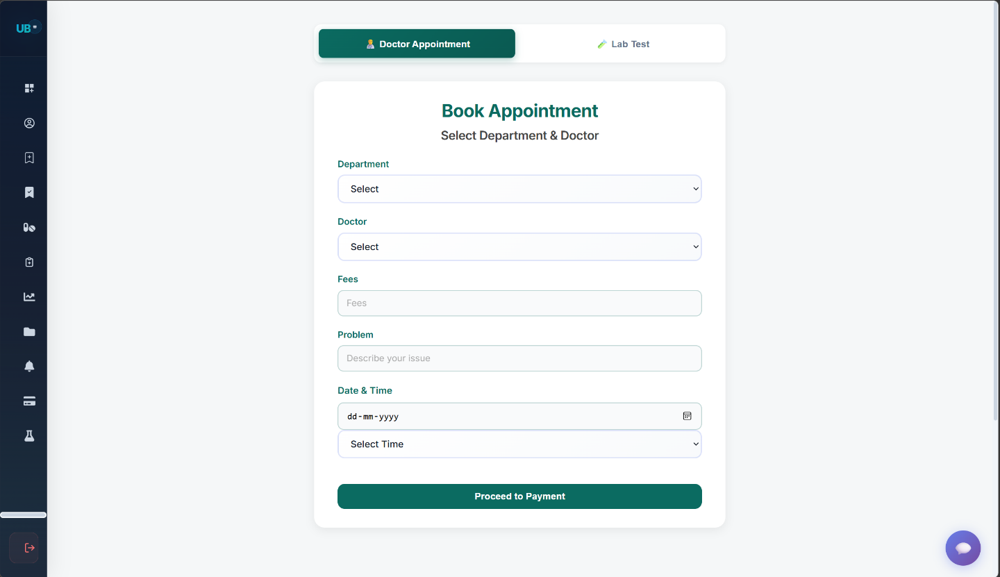 UB
Doctor Appointment
Lab Test
Book Appointment
Select Department & Doctor
Department
Select
Doctor
Select
Fees
Fees
Problem
Describe your issue
Date & Time
dd-mm-yyyy
Select Time
Proceed to Payment